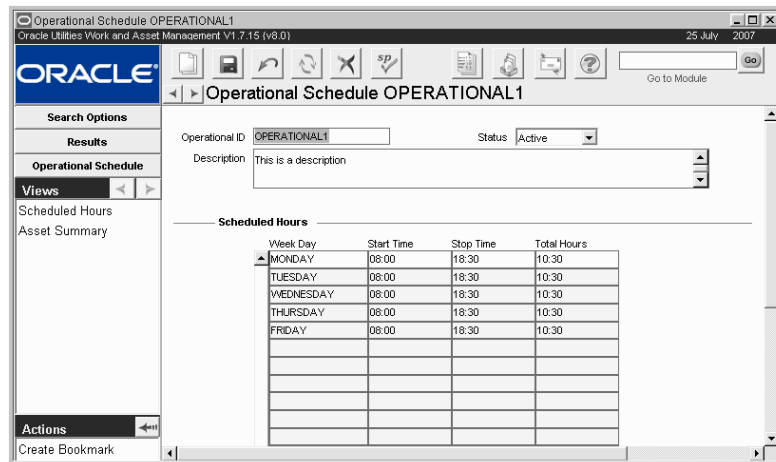 Operational Schedule OPERATIONAL1
Oracle Utilities Work and Asset Management V1.7.15 (v8.0) 25 July 2007
ORACLE®
sp
Go
Go to Module
Operational Schedule OPERATIONAL1
Search Options
Results
Operational Schedule
Views
Scheduled Hours
Asset Summary
Actions
Create Bookmark
Operational ID OPERATIONAL1 Status Active
Description This is a description
Scheduled Hours
Week Day Start Time Stop Time Total Hours
MONDAY 08:00 18:30 10:30
TUESDAY 08:00 18:30 10:30
WEDNESDAY 08:00 18:30 10:30
THURSDAY 08:00 18:30 10:30
FRIDAY 08:00 18:30 10:30